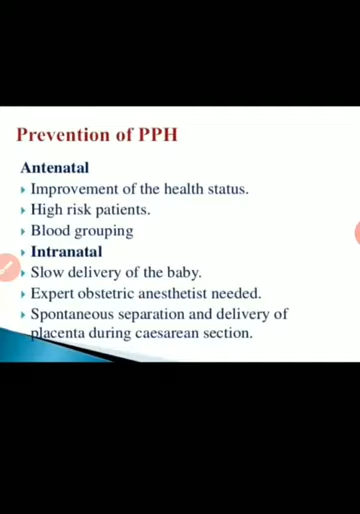 Prevention of PPH
Antenatal
Improvement of the health status.
High risk patients.
Blood grouping
Intranatal
Slow delivery of the baby.
Expert obstetric anesthetist needed.
Spontaneous separation and delivery of
placenta during caesarean section.